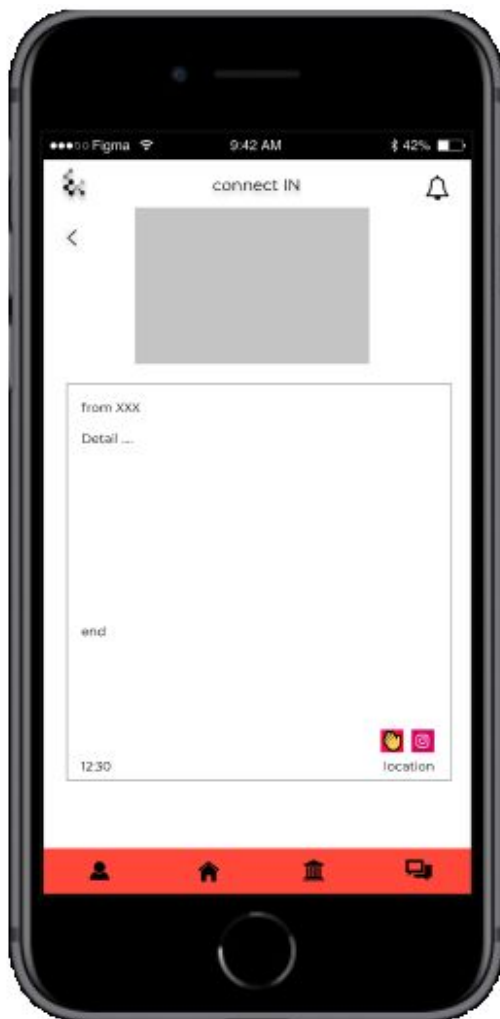 Figma 9:42 AM 42%
connect IN
from XXX
Detail ....
end
12:30 location